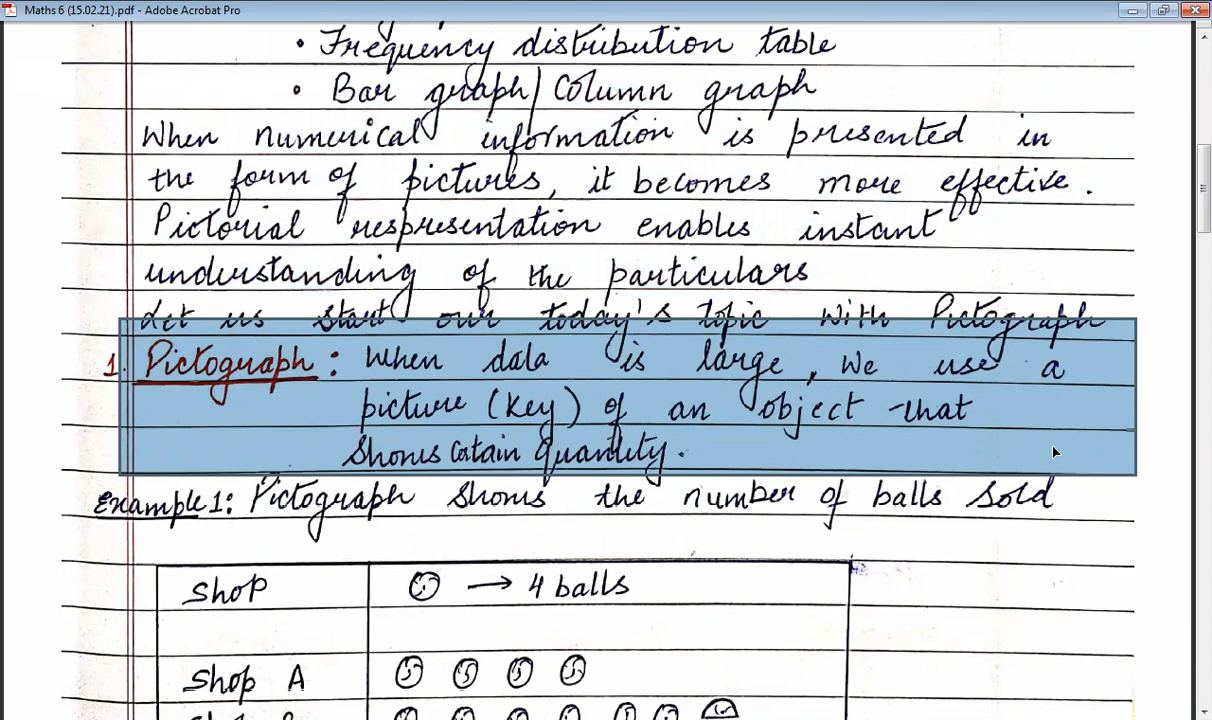 Maths 6 (15.02.21).pdf - Adobe Acrobat Pro
• Frequency distribution table
• Bar graph/Column graph
When numerical information is presented in
the form of pictures, it becomes more effective.
Pictorial respresentation enables instant
understanding of the particulars
Let us start our today's topic with Pictograph
1. Pictograph: When data is large, we use a
picture (key) of an object that
shows catain quantity.
Example 1: Pictograph shows the number of balls sold
Shop → 4 balls
Shop A